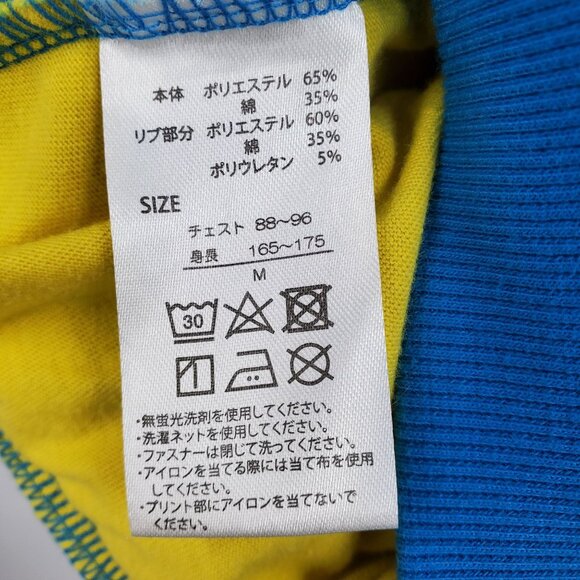 本体 ポリエステル 65%
綿 35%
リブ部分 ポリエステル 60%
綿 35%
ポリウレタン 5%
SIZE
チェスト 88~96
身長 165~175
M
30
・無蛍光洗剤を使用してください。
・洗濯ネットを使用してください。
・ファスナーは閉じて洗ってください。
・アイロンを当てる際には当て布を使用
してください。
・プリント部にアイロンを当てないで
ください。